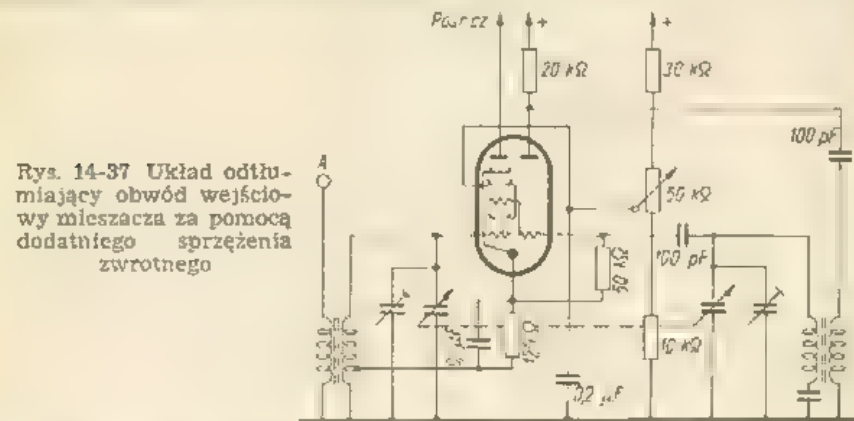 Rys. 14-37 Układ odtłu-
miający obwód wejścio-
wy mieszacza za pomocą
dodatniego sprzężenia
zwrotnego
A
+
+
20 kΩ
30 kΩ
100 pF
50 kΩ
100 pF
50 kΩ
10 kΩ
0,2 μF